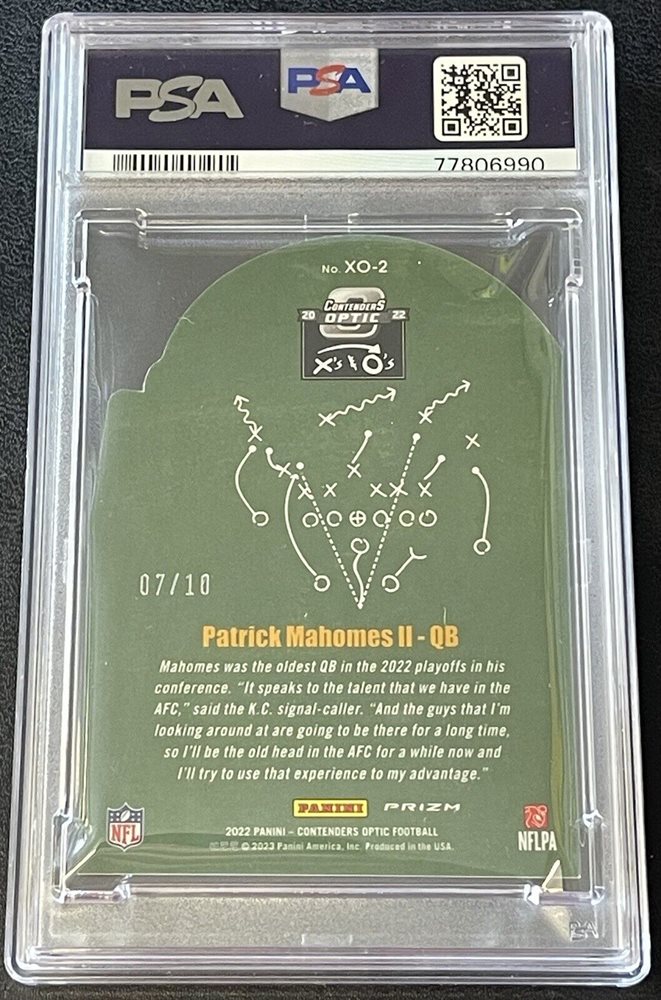 PSA PSA
77806990
No. XO-2
CONTENDERS
20 OPTIC 22
X's & O's
07/10
Patrick Mahomes II - QB
Mahomes was the oldest QB in the 2022 playoffs in his
conference. “It speaks to the talent that we have in the
AFC,” said the K.C. signal-caller. “And the guys that I'm
looking around at are going to be there for a long time,
so I'll be the old head in the AFC for a while now and
I'll try to use that experience to my advantage.”
PANINI PRIZM
NFL
NFLPA
2022 PANINI – CONTENDERS OPTIC FOOTBALL
© 2023 Panini America, Inc. Produced in the USA.
PSA